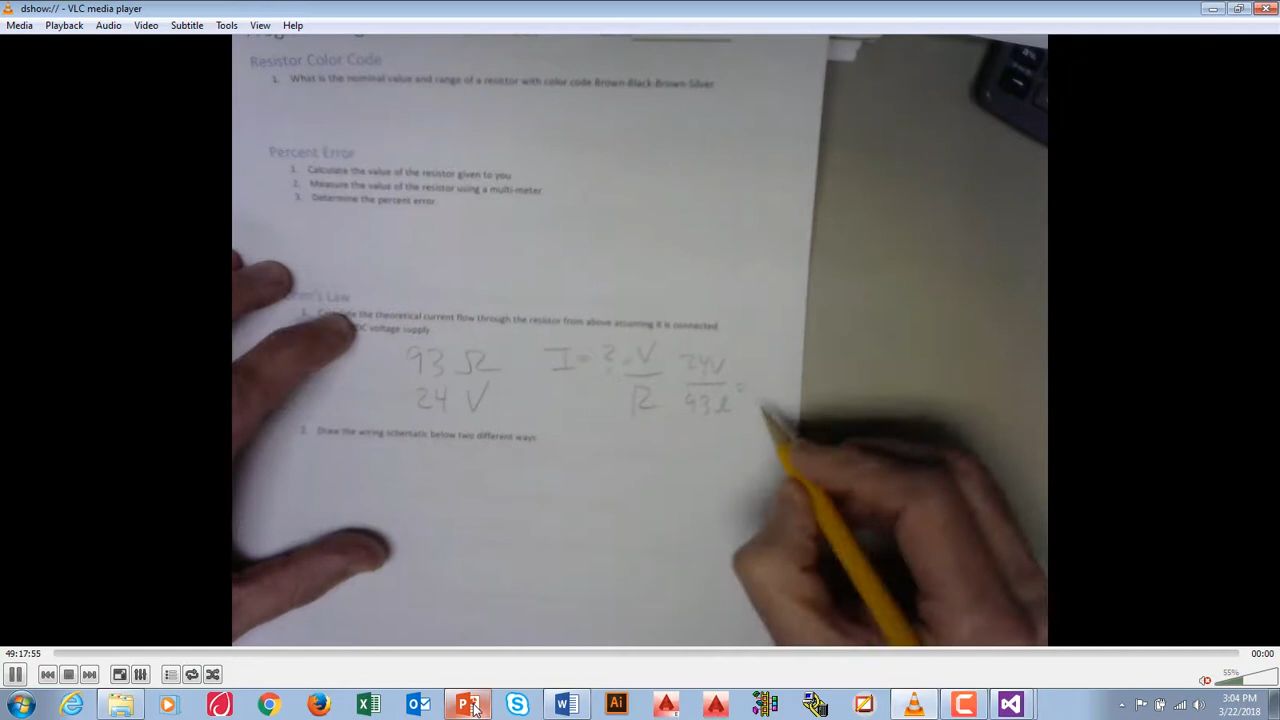 dshow:// - VLC media player
Media Playback Audio Video Subtitle Tools View Help
Resistor Color Code
1. What is the nominal value and range of a resistor with color code Brown-Black-Brown-Silver
Percent Error
1. Calculate the value of the resistor given to you
2. Measure the value of the resistor using a multi-meter
3. Determine the percent error.
Ohm's Law
the theoretical current flow through the resistor from above assuming it is connected
DC voltage supply
93 Ω
24 V
I = ? V
R
24V
93Ω =
2. Draw the wiring schematic below two different ways
49:17:55
00:00
55%
3:04 PM
3/22/2018